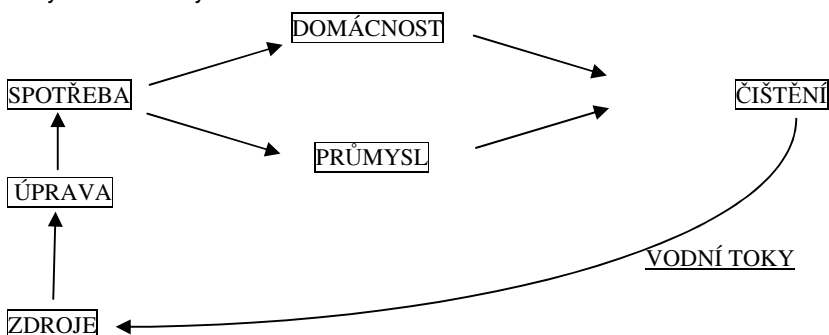 DOMÁCNOST
SPOTŘEBA
ČIŠTĚNÍ
PRŮMYSL
ÚPRAVA
VODNÍ TOKY
ZDROJE